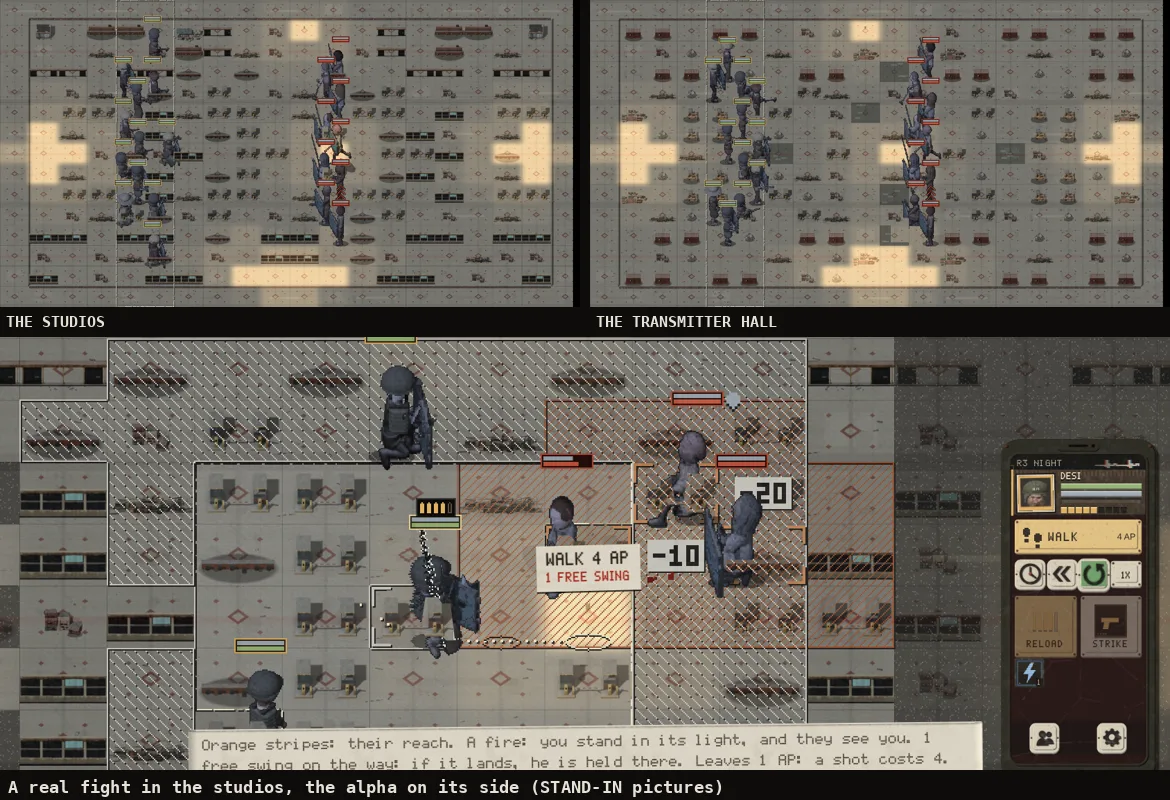 THE STUDIOS
THE TRANSMITTER HALL
R3 NIGHT
DESI
-20
WALK 4 AP
WALK 4 AP
1 FREE SWING
-10
1X
RELOAD
STRIKE
Orange stripes: their reach. A fire: you stand in its light, and they see you. 1
free swing on the way: if it lands, he is held there. Leaves 1 AP: a shot costs 4.
A real fight in the studios, the alpha on its side (STAND-IN pictures)